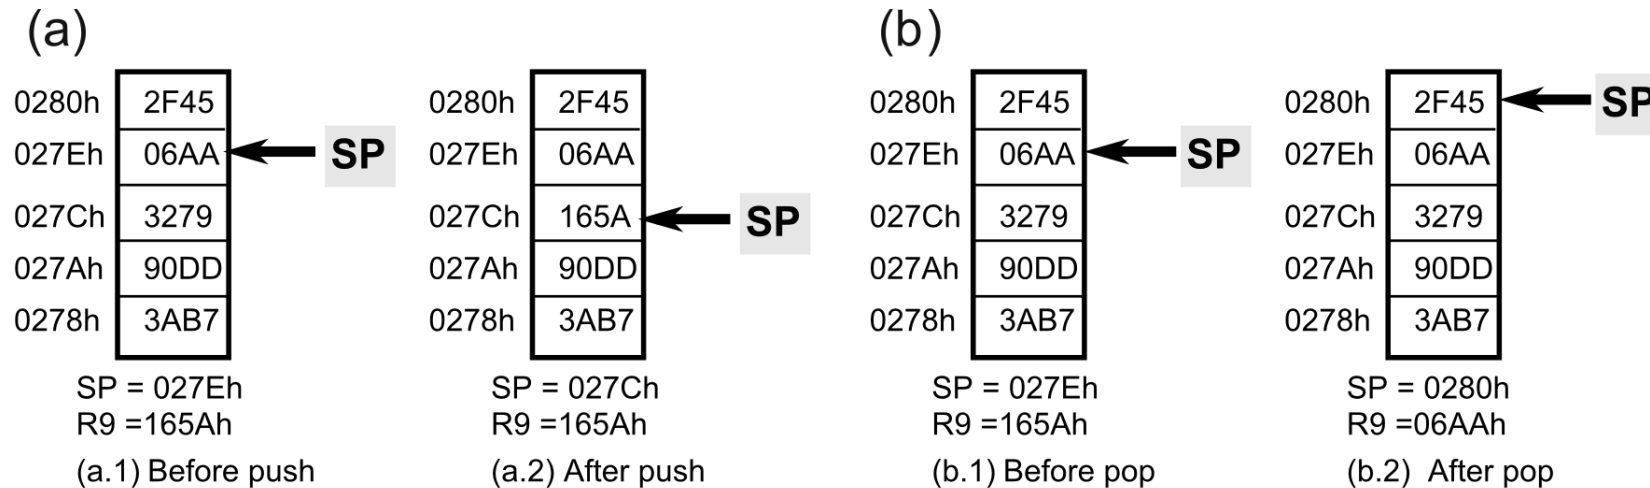 (a)
(b)
0280h 2F45 0280h 2F45 0280h 2F45 0280h 2F45 SP
027Eh 06AA SP 027Eh 06AA 027Eh 06AA SP 027Eh 06AA
027Ch 3279 027Ch 165A SP 027Ch 3279 027Ch 3279
027Ah 90DD 027Ah 90DD 027Ah 90DD 027Ah 90DD
0278h 3AB7 0278h 3AB7 0278h 3AB7 0278h 3AB7
SP = 027Eh SP = 027Ch SP = 027Eh SP = 0280h
R9 =165Ah R9 =165Ah R9 =165Ah R9 =06AAh
(a.1) Before push (a.2) After push (b.1) Before pop (b.2) After pop